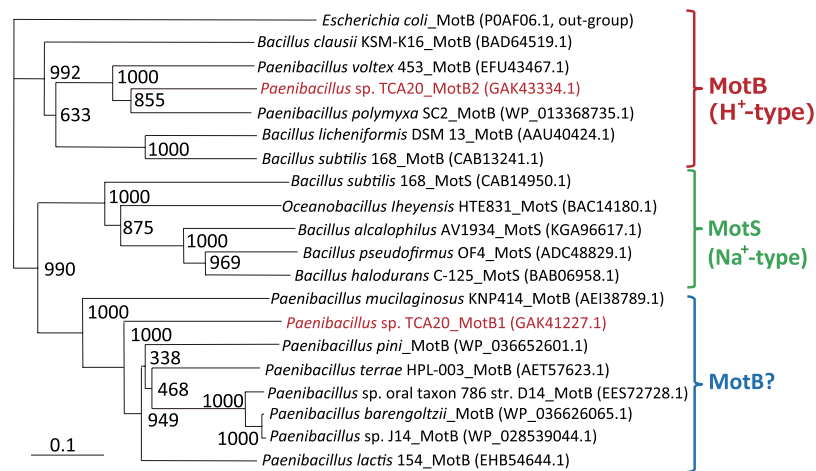 Escherichia coli_MotB (P0AF06.1, out-group)
Bacillus clausii KSM-K16_MotB (BAD64519.1)
992
Paenibacillus voltex 453_MotB (EFU43467.1)
1000
Paenibacillus sp. TCA20_MotB2 (GAK43334.1)
855
633
Paenibacillus polymyxa SC2_MotB (WP_013368735.1)
Bacillus licheniformis DSM 13_MotB (AAU40424.1)
1000
Bacillus subtilis 168_MotB (CAB13241.1)
MotB
(H+-type)
Bacillus subtilis 168_MotS (CAB14950.1)
1000
Oceanobacillus Iheyensis HTE831_MotS (BAC14180.1)
875
Bacillus alcalophilus AV1934_MotS (KGA96617.1)
1000
Bacillus pseudofirmus OF4_MotS (ADC48829.1)
969
Bacillus halodurans C-125_MotS (BAB06958.1)
MotS
(Na+-type)
990
Paenibacillus mucilaginosus KNP414_MotB (AEI38789.1)
1000
Paenibacillus sp. TCA20_MotB1 (GAK41227.1)
1000
Paenibacillus pini_MotB (WP_036652601.1)
338
Paenibacillus terrae HPL-003_MotB (AET57623.1)
468
Paenibacillus sp. oral taxon 786 str. D14_MotB (EES72728.1)
1000
Paenibacillus barengoltzii_MotB (WP_036626065.1)
949
1000
Paenibacillus sp. J14_MotB (WP_028539044.1)
Paenibacillus lactis 154_MotB (EHB54644.1)
MotB?
0.1